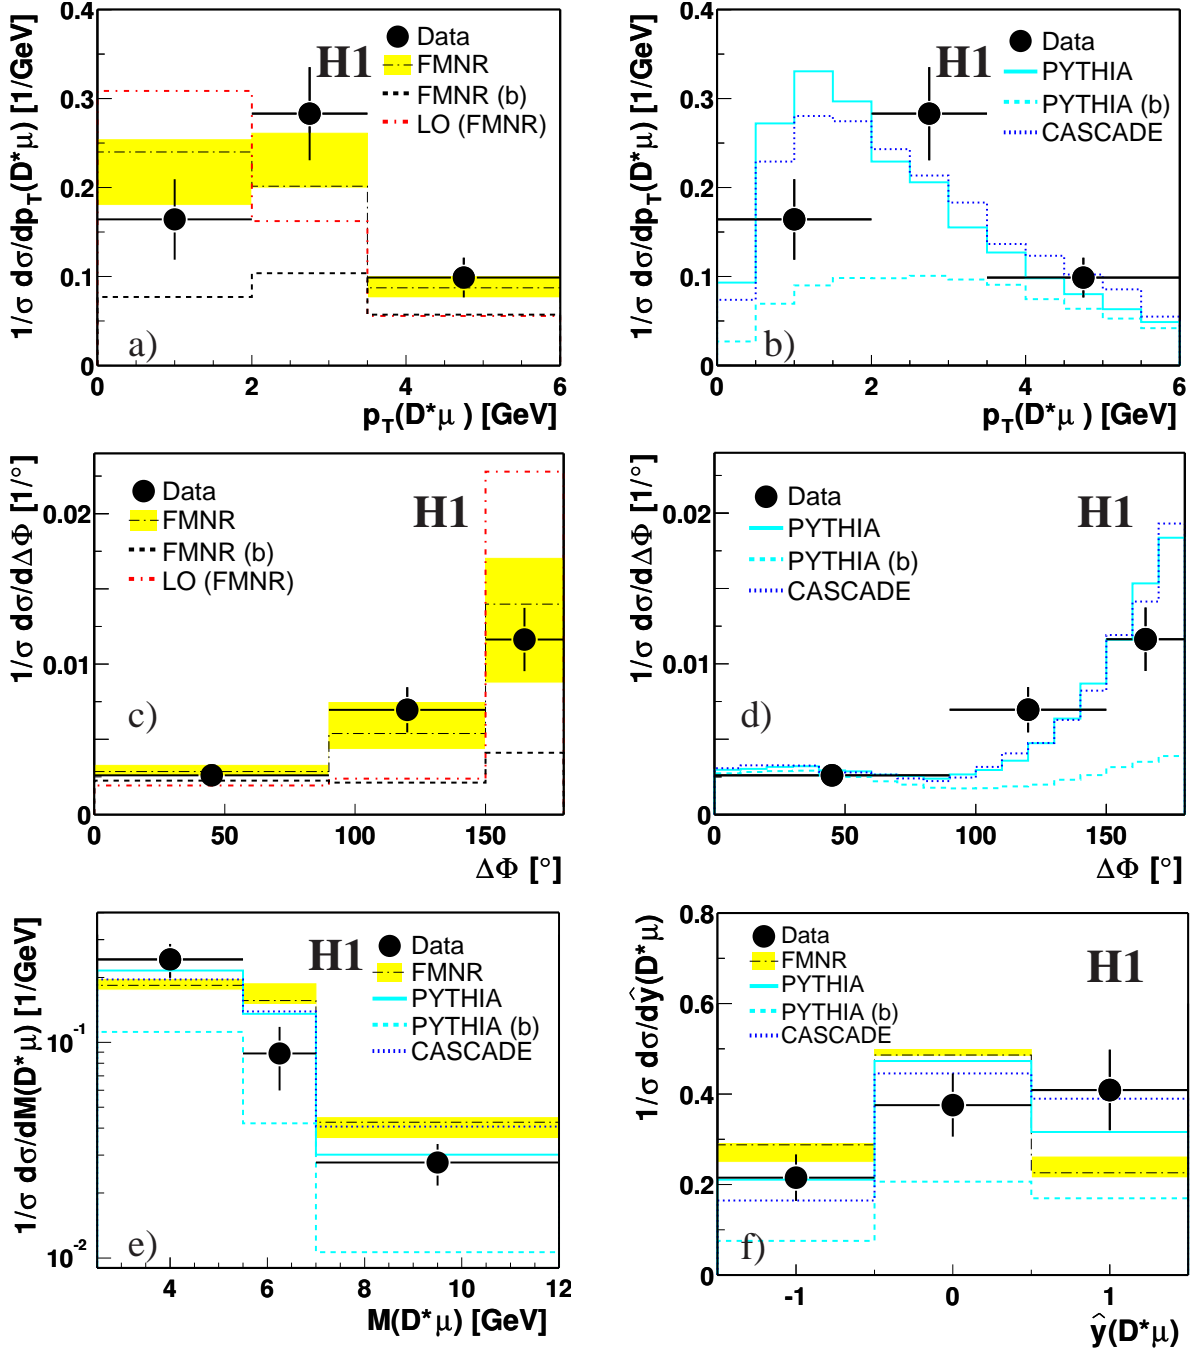 1/σ dσ/dp_T(D*μ) [1/GeV]
0.4
0.3
0.2
0.1
0
H1
Data
FMNR
FMNR (b)
LO (FMNR)
a)
0 2 4 6
p_T(D*μ) [GeV]
1/σ dσ/dp_T(D*μ) [1/GeV]
0.4
0.3
0.2
0.1
0
H1
Data
PYTHIA
PYTHIA (b)
CASCADE
b)
0 2 4 6
p_T(D*μ) [GeV]
1/σ dσ/dΔΦ [1/°]
0.02
0.01
0
Data
FMNR
FMNR (b)
LO (FMNR)
H1
c)
0 50 100 150
ΔΦ [°]
1/σ dσ/dΔΦ [1/°]
0.02
0.01
0
Data
PYTHIA
PYTHIA (b)
CASCADE
H1
d)
0 50 100 150
ΔΦ [°]
1/σ dσ/dM(D*μ) [1/GeV]
10^-1
10^-2
H1
Data
FMNR
PYTHIA
PYTHIA (b)
CASCADE
e)
4 6 8 10 12
M(D*μ) [GeV]
1/σ dσ/dŷ(D*μ)
0.8
0.6
0.4
0.2
0
Data
FMNR
PYTHIA
PYTHIA (b)
CASCADE
H1
f)
-1 0 1
ŷ(D*μ)